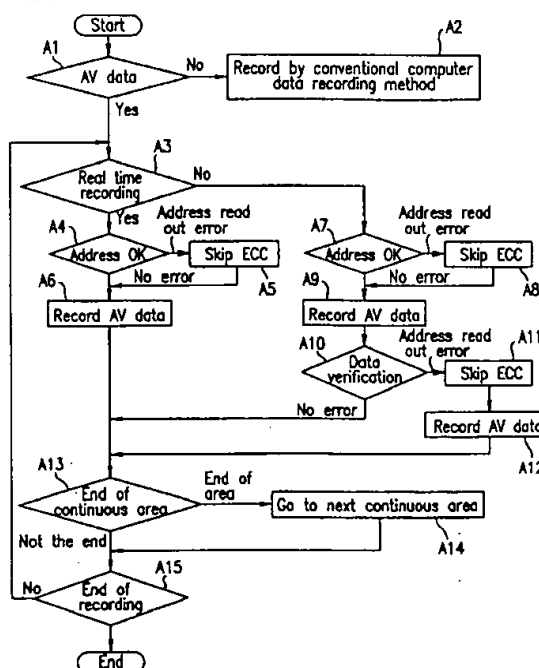 Start
A1
A2
AV data
No
Record by conventional computer
data recording method
Yes
A3
Real time
recording
No
A4
Yes
Address read
out error
A7
Address read
out error
Address OK
Skip ECC
Address OK
Skip ECC
A6
No error
A5
A9
No error
A8
Record AV data
Record AV data
A10
Address read
out error
A11
Data
verification
Skip ECC
No error
Record AV data
A13
A12
End of
continuous area
End of
area
Go to next continuous area
Not the end
A14
A15
No
End of
recording
End